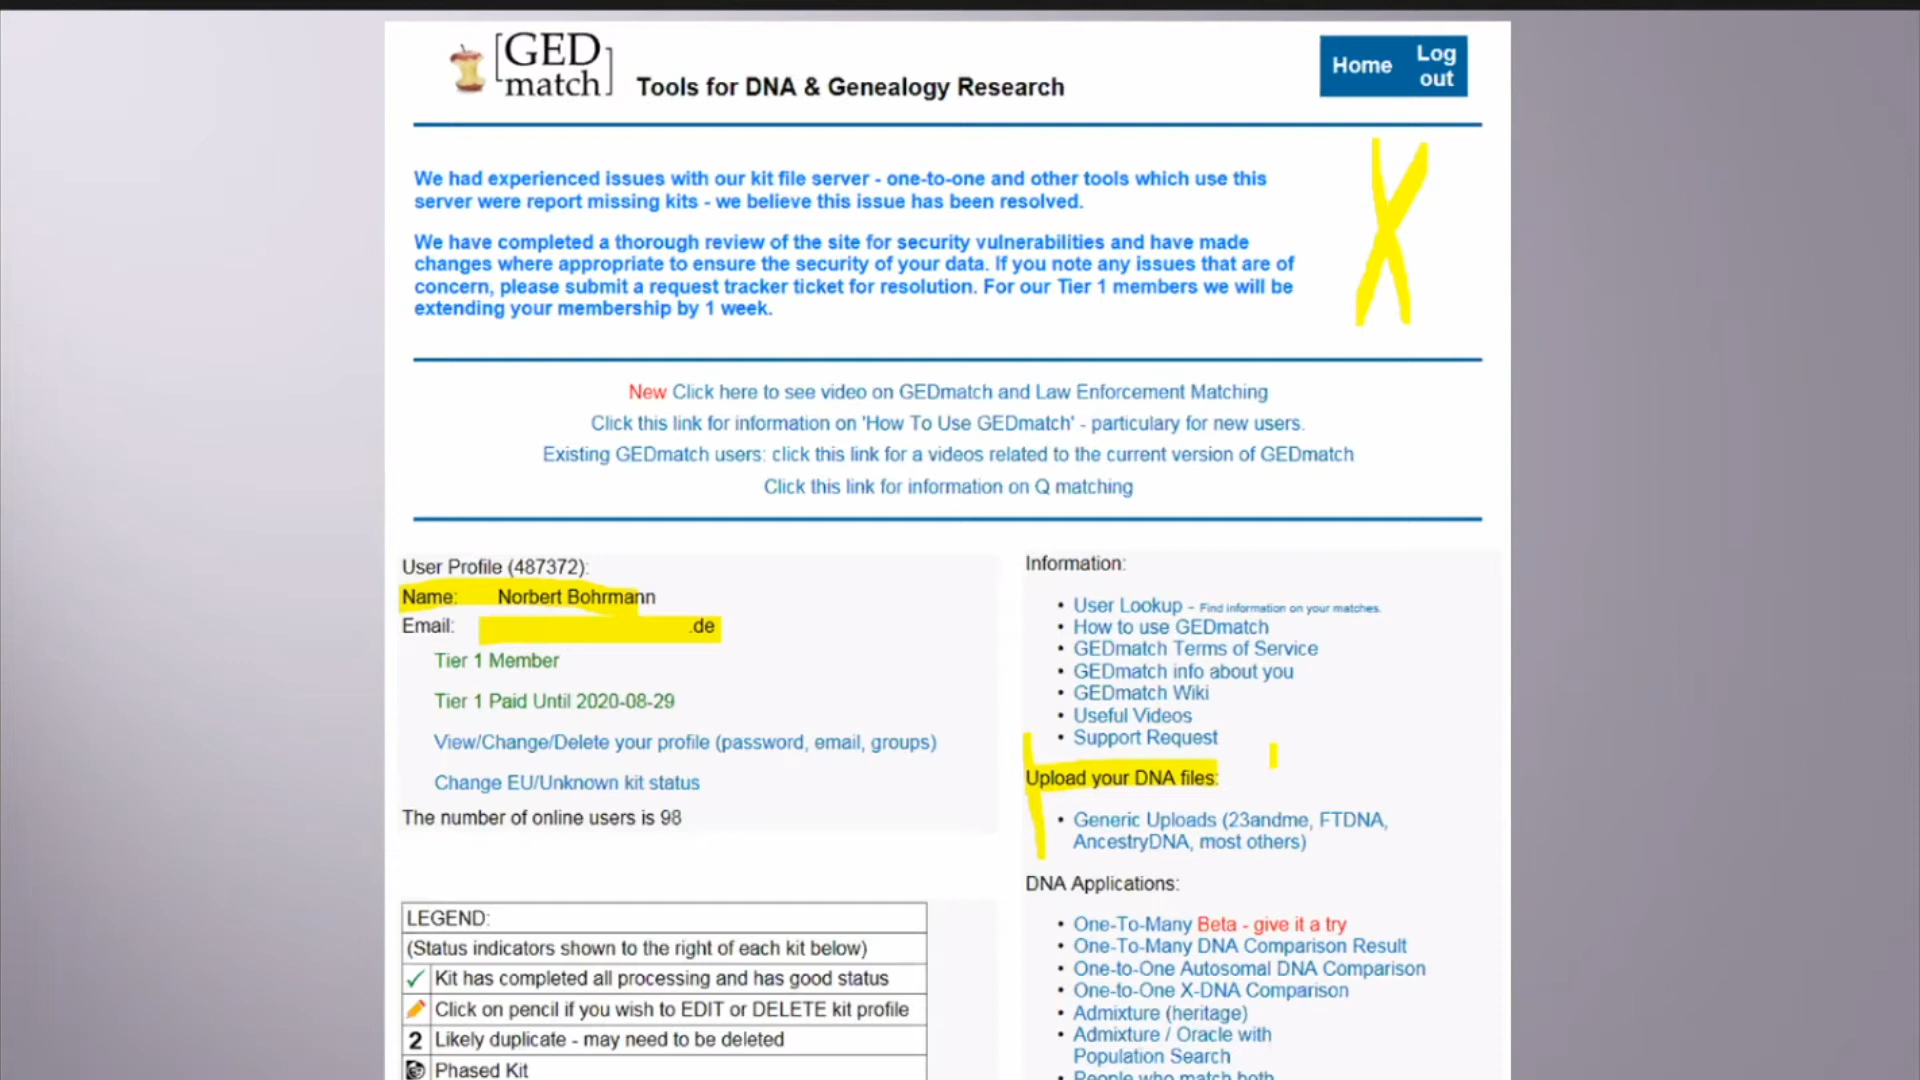 [GED
match]
Tools for DNA & Genealogy Research
Home
Log
out
We had experienced issues with our kit file server - one-to-one and other tools which use this
server were report missing kits - we believe this issue has been resolved.
We have completed a thorough review of the site for security vulnerabilities and have made
changes where appropriate to ensure the security of your data. If you note any issues that are of
concern, please submit a request tracker ticket for resolution. For our Tier 1 members we will be
extending your membership by 1 week.
New Click here to see video on GEDmatch and Law Enforcement Matching
Click this link for information on 'How To Use GEDmatch' - particulary for new users.
Existing GEDmatch users: click this link for a videos related to the current version of GEDmatch
Click this link for information on Q matching
User Profile (487372):
Name: Norbert Bohrmann
Email: .de
Tier 1 Member
Tier 1 Paid Until 2020-08-29
View/Change/Delete your profile (password, email, groups)
Change EU/Unknown kit status
The number of online users is 98
LEGEND:
(Status indicators shown to the right of each kit below)
✓ Kit has completed all processing and has good status
Click on pencil if you wish to EDIT or DELETE kit profile
2 Likely duplicate - may need to be deleted
Phased Kit
Information:
• User Lookup - Find information on your matches.
• How to use GEDmatch
• GEDmatch Terms of Service
• GEDmatch info about you
• GEDmatch Wiki
• Useful Videos
• Support Request
Upload your DNA files:
• Generic Uploads (23andme, FTDNA,
AncestryDNA, most others)
DNA Applications:
• One-To-Many Beta - give it a try
• One-To-Many DNA Comparison Result
• One-to-One Autosomal DNA Comparison
• One-to-One X-DNA Comparison
• Admixture (heritage)
• Admixture / Oracle with
Population Search
• People who match both